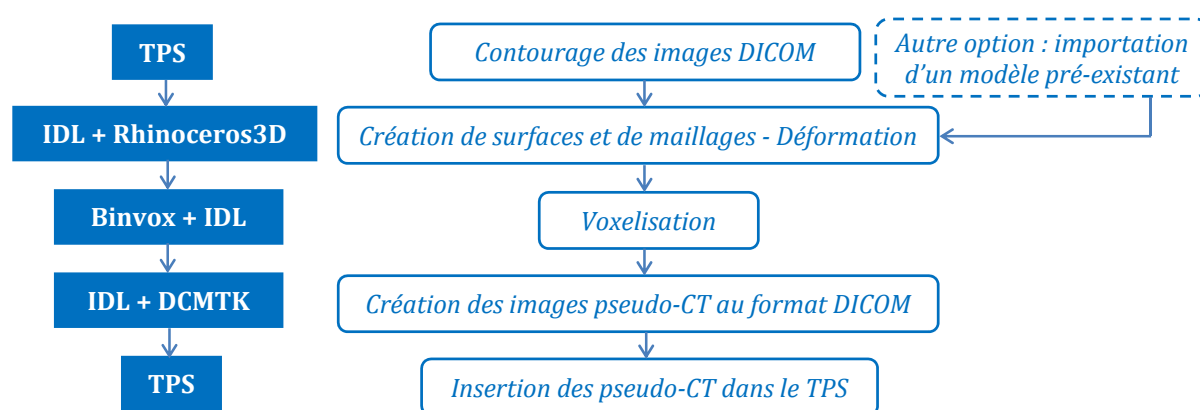 TPS
Contourage des images DICOM
Autre option : importation
d'un modèle pré-existant
IDL + Rhinoceros3D
Création de surfaces et de maillages - Déformation
Binvox + IDL
Voxelisation
IDL + DCMTK
Création des images pseudo-CT au format DICOM
TPS
Insertion des pseudo-CT dans le TPS